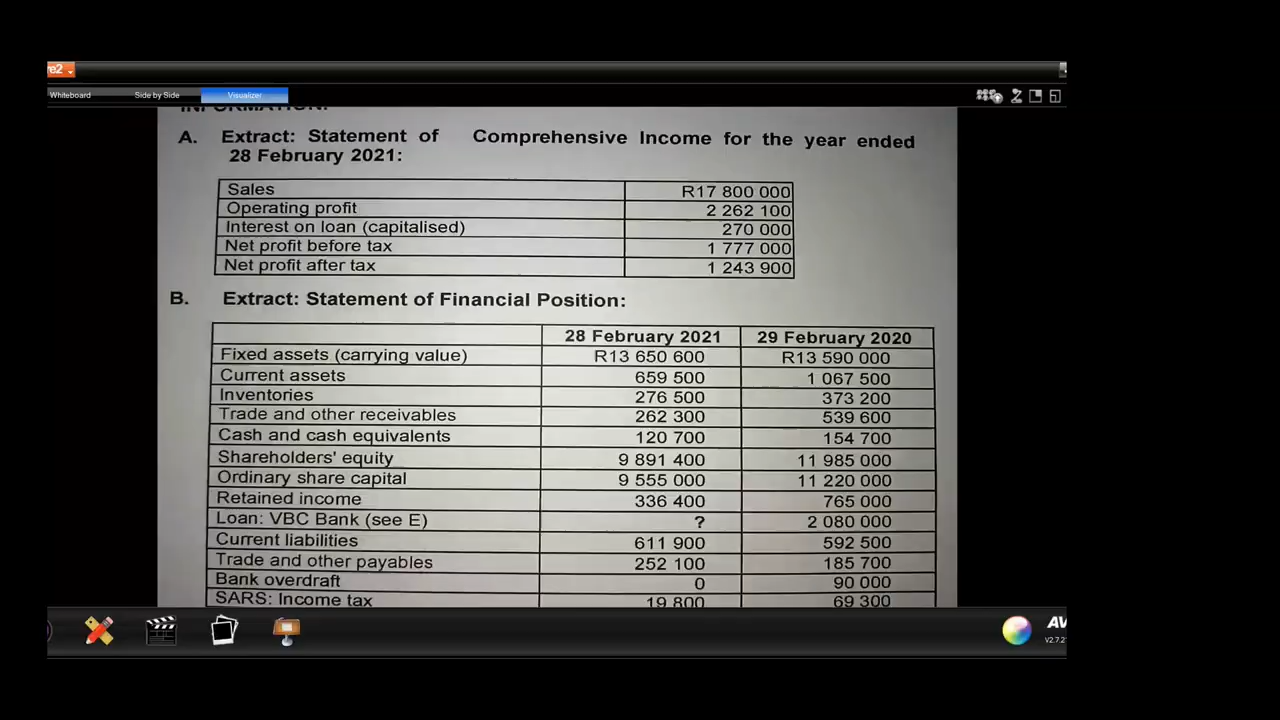 re2
Whiteboard Side by Side Visualizer
INFORMATION:
A. Extract: Statement of Comprehensive Income for the year ended
28 February 2021:
Sales R17 800 000
Operating profit 2 262 100
Interest on loan (capitalised) 270 000
Net profit before tax 1 777 000
Net profit after tax 1 243 900
B. Extract: Statement of Financial Position:
28 February 2021 29 February 2020
Fixed assets (carrying value) R13 650 600 R13 590 000
Current assets 659 500 1 067 500
Inventories 276 500 373 200
Trade and other receivables 262 300 539 600
Cash and cash equivalents 120 700 154 700
Shareholders' equity 9 891 400 11 985 000
Ordinary share capital 9 555 000 11 220 000
Retained income 336 400 765 000
Loan: VBC Bank (see E) ? 2 080 000
Current liabilities 611 900 592 500
Trade and other payables 252 100 185 700
Bank overdraft 0 90 000
SARS: Income tax 19 800 69 300
AV
V2.7.2